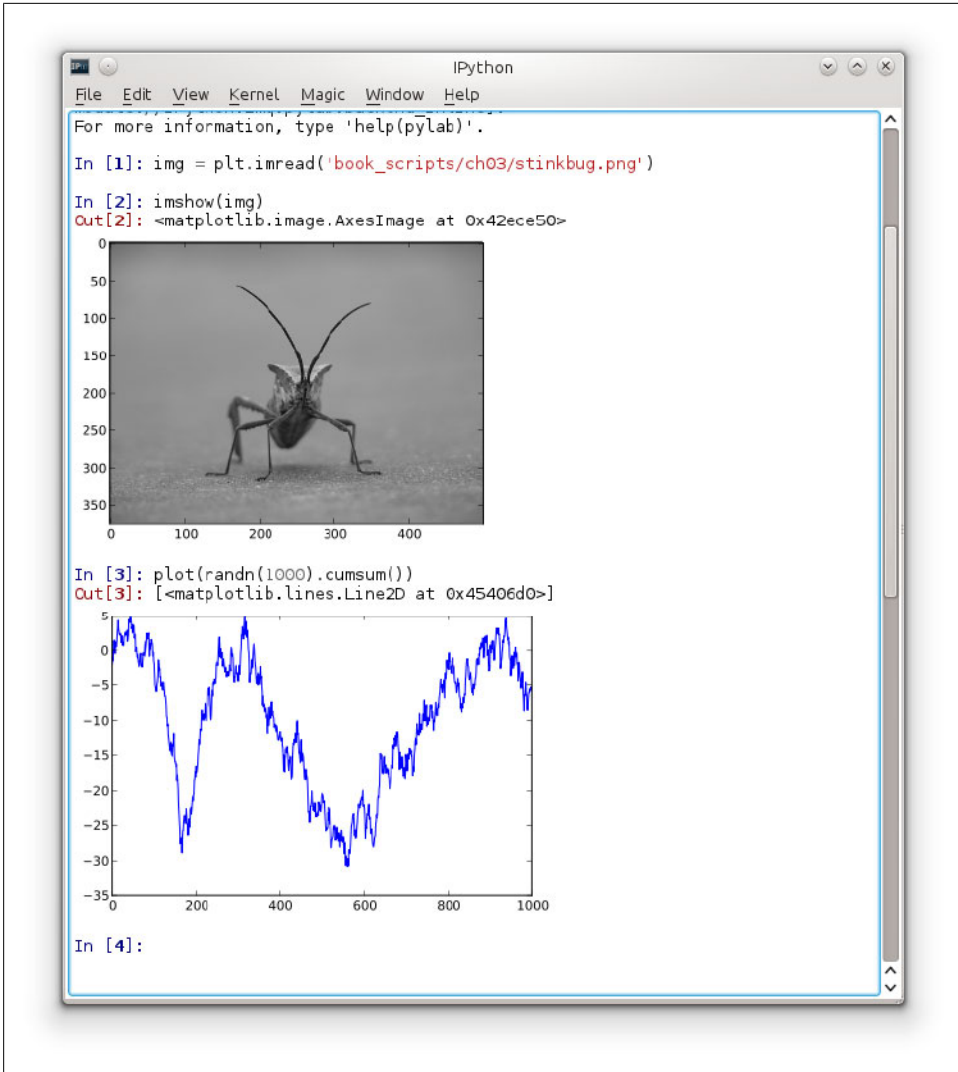 IPython
File Edit View Kernel Magic Window Help
For more information, type 'help(pylab)'.
In [1]: img = plt.imread('book_scripts/ch03/stinkbug.png')
In [2]: imshow(img)
Out[2]: <matplotlib.image.AxesImage at 0x42ece50>
0
50
100
150
200
250
300
350
0 100 200 300 400
In [3]: plot(randn(1000).cumsum())
Out[3]: [<matplotlib.lines.Line2D at 0x45406d0>]
5
0
−5
−10
−15
−20
−25
−30
−35
0 200 400 600 800 1000
In [4]: